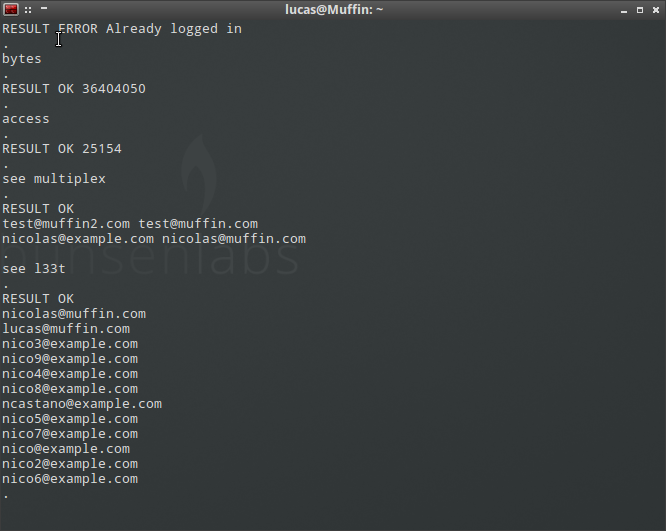 lucas@Muffin: ~
RESULT ERROR Already logged in
.
bytes
.
RESULT OK 36404050
.
access
.
RESULT OK 25154
.
see multiplex
.
RESULT OK
test@muffin2.com test@muffin.com
nicolas@example.com nicolas@muffin.com
.
bunsenlabs
see l33t
.
RESULT OK
nicolas@muffin.com
lucas@muffin.com
nico3@example.com
nico9@example.com
nico4@example.com
nico8@example.com
ncastano@example.com
nico5@example.com
nico7@example.com
nico@example.com
nico2@example.com
nico6@example.com
.